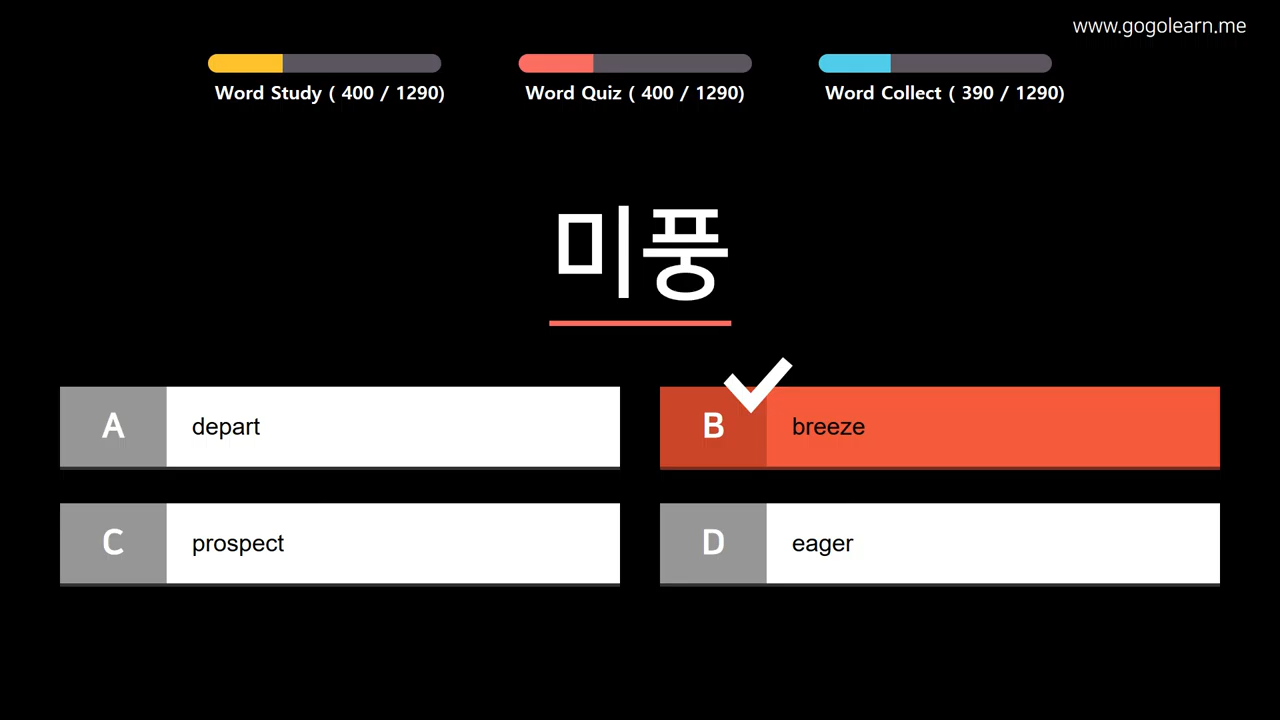 www.gogolearn.me
Word Study ( 400 / 1290)
Word Quiz ( 400 / 1290)
Word Collect ( 390 / 1290)
미풍
A depart
B breeze
C prospect
D eager